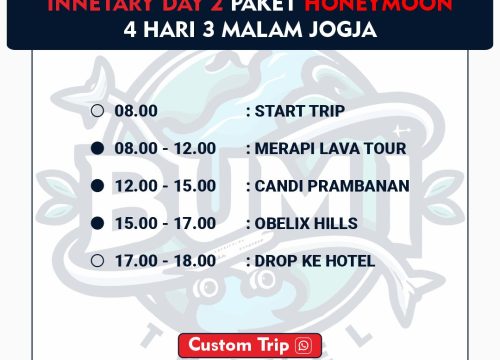 INNETARY DAY 2 PAKET HONEYMOON
4 HARI 3 MALAM JOGJA
08.00 : START TRIP
08.00 - 12.00 : MERAPI LAVA TOUR
12.00 - 15.00 : CANDI PRAMBANAN
15.00 - 17.00 : OBELIX HILLS
17.00 - 18.00 : DROP KE HOTEL
BUMI
Custom Trip